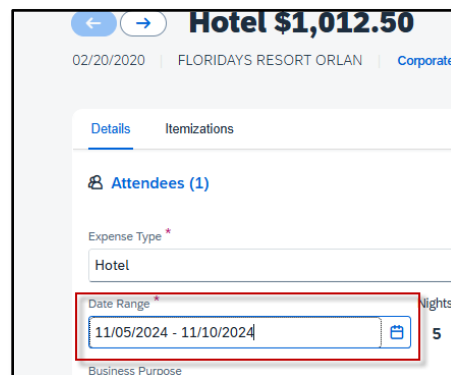 Hotel $1,012.50
02/20/2020 FLORIDAYS RESORT ORLAN Corporate
Details Itemizations
Attendees (1)
Expense Type *
Hotel
Date Range * Nights
11/05/2024 - 11/10/2024 5
Business Purpose